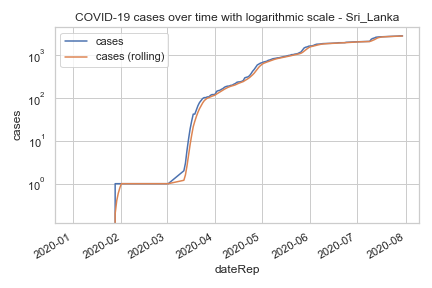 COVID-19 cases over time with logarithmic scale - Sri_Lanka
cases
cases (rolling)
10³
10²
10¹
10⁰
cases
2020-01
2020-02
2020-03
2020-04
2020-05
2020-06
2020-07
2020-08
dateRep